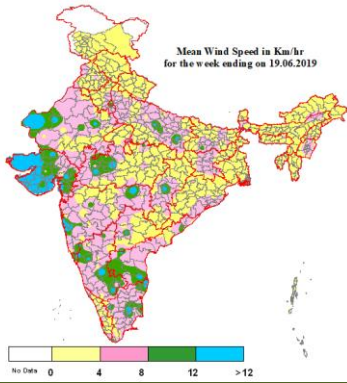 Mean Wind Speed in Km/hr
for the week ending on 19.06.2019
No Data 0 4 8 12 >12